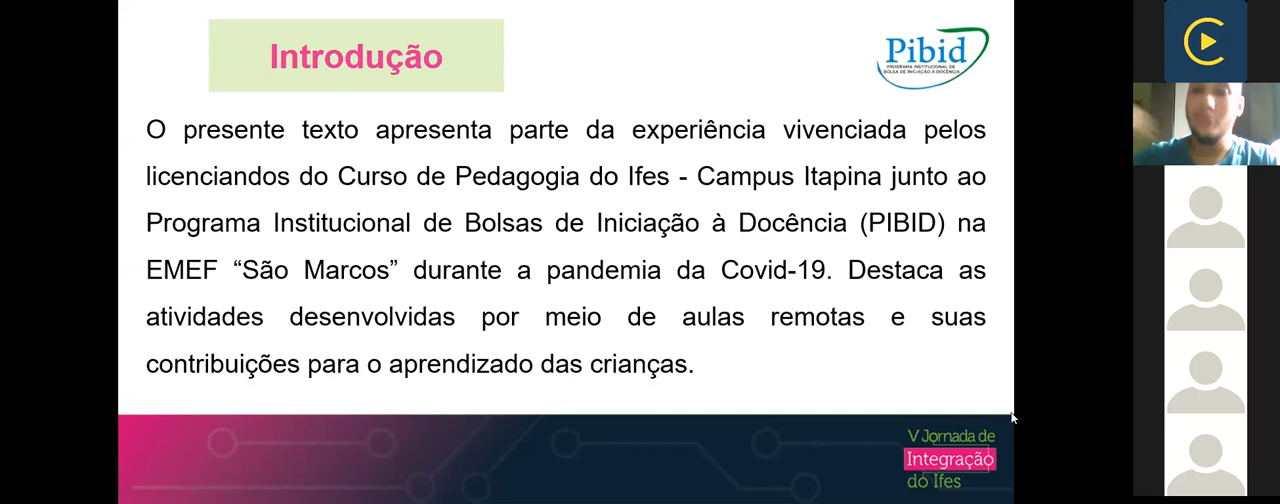 Introdução
Pibid
PROGRAMA INSTITUCIONAL DE
BOLSA DE INICIAÇÃO À DOCÊNCIA
O presente texto apresenta parte da experiência vivenciada pelos
licenciandos do Curso de Pedagogia do Ifes - Campus Itapina junto ao
Programa Institucional de Bolsas de Iniciação à Docência (PIBID) na
EMEF “São Marcos” durante a pandemia da Covid-19. Destaca as
atividades desenvolvidas por meio de aulas remotas e suas
contribuições para o aprendizado das crianças.
V Jornada de
Integração
do Ifes